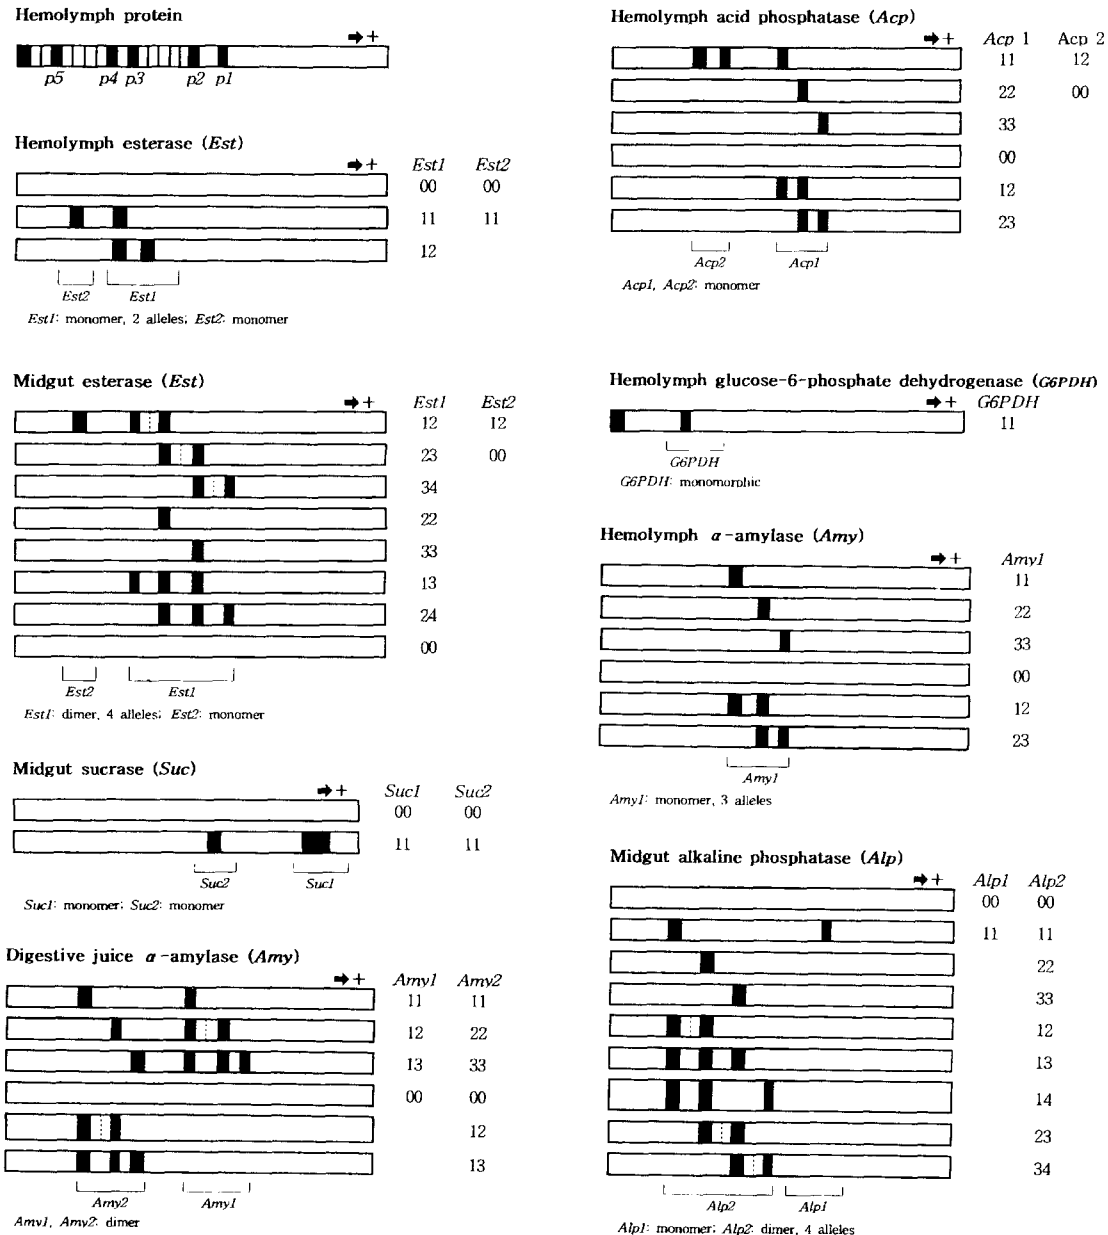 Hemolymph protein
➡+
p5 p4 p3 p2 p1
Hemolymph esterase (Est)
➡+ Est1 Est2
00 00
11 11
12
Est2 Est1
Est1: monomer, 2 alleles; Est2: monomer
Midgut esterase (Est)
➡+ Est1 Est2
12 12
23 00
34
22
33
13
24
00
Est2 Est1
Est1: dimer, 4 alleles; Est2: monomer
Midgut sucrase (Suc)
➡+ Suc1 Suc2
00 00
11 11
Suc2 Suc1
Suc1: monomer; Suc2: monomer
Digestive juice α-amylase (Amy)
➡+ Amy1 Amy2
11 11
12 22
13 33
00 00
12
13
Amy2 Amy1
Amy1, Amy2: dimer
Hemolymph acid phosphatase (Acp)
➡+ Acp 1 Acp 2
11 12
22 00
33
00
12
23
Acp2 Acp1
Acp1, Acp2: monomer
Hemolymph glucose-6-phosphate dehydrogenase (G6PDH)
➡+ G6PDH
11
G6PDH
G6PDH: monomorphic
Hemolymph α-amylase (Amy)
➡+ Amy1
11
22
33
00
12
23
Amy1
Amy1: monomer, 3 alleles
Midgut alkaline phosphatase (Alp)
➡+ Alp1 Alp2
00 00
11 11
22
33
12
13
14
23
34
Alp2 Alp1
Alp1: monomer; Alp2: dimer, 4 alleles